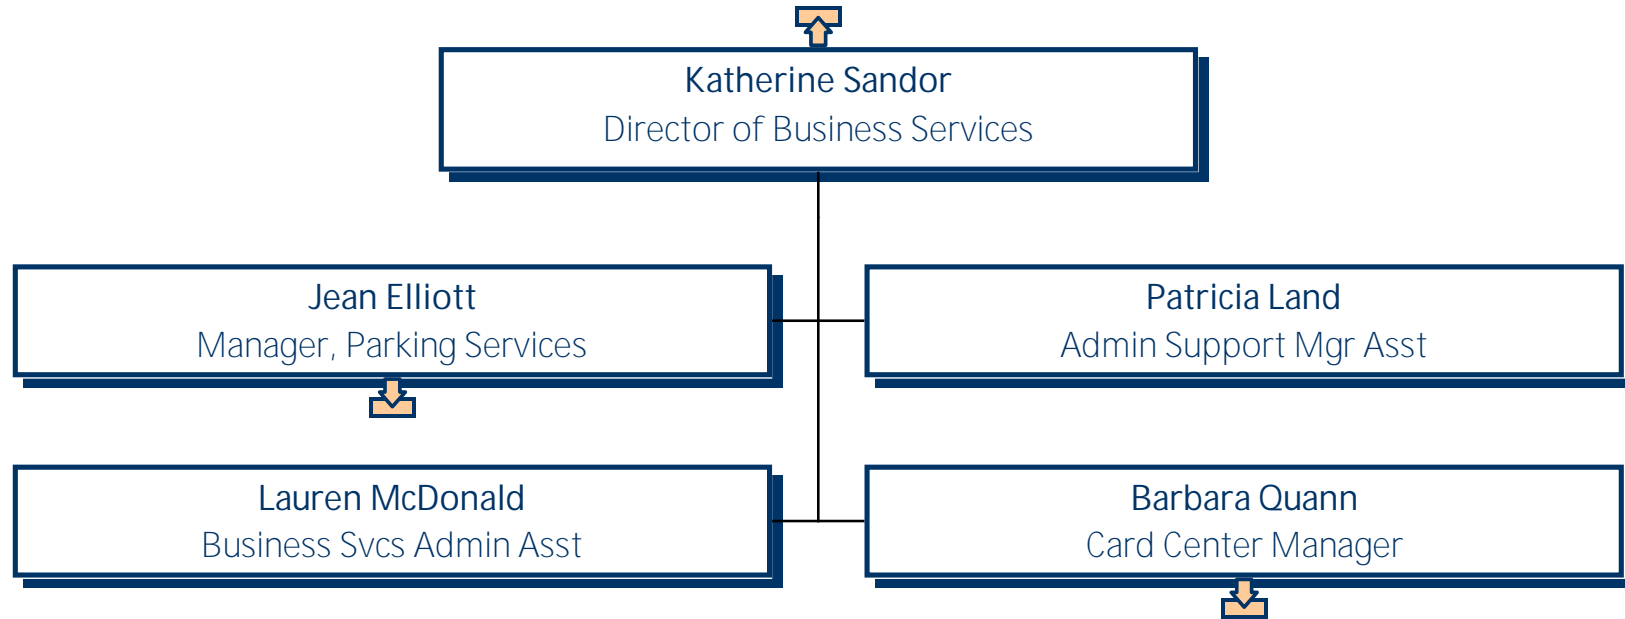 Katherine Sandor
Director of Business Services
Jean Elliott
Manager, Parking Services
Patricia Land
Admin Support Mgr Asst
Lauren McDonald
Business Svcs Admin Asst
Barbara Quann
Card Center Manager